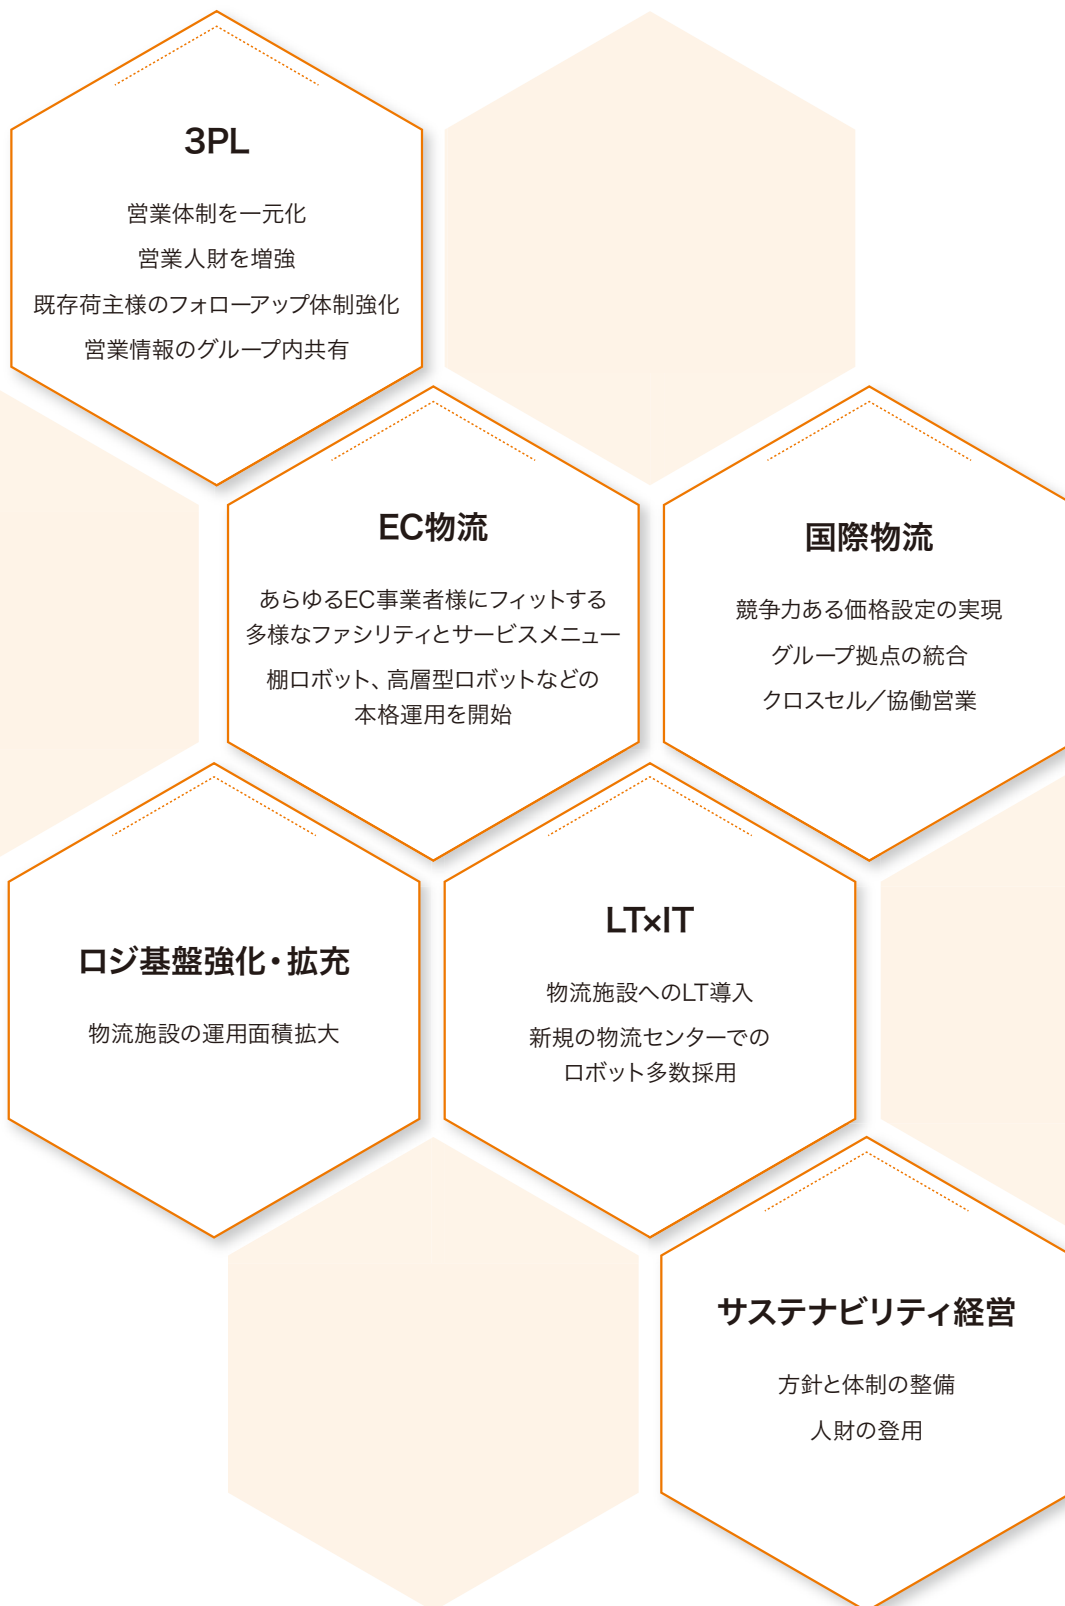 3PL
営業体制を一元化
営業人財を増強
既存荷主様のフォローアップ体制強化
営業情報のグループ内共有
EC物流
あらゆるEC事業者様にフィットする
多様なファシリティとサービスメニュー
棚ロボット、高層型ロボットなどの
本格運用を開始
国際物流
競争力ある価格設定の実現
グループ拠点の統合
クロスセル／協働営業
ロジ基盤強化・拡充
物流施設の運用面積拡大
LT×IT
物流施設へのLT導入
新規の物流センターでの
ロボット多数採用
サステナビリティ経営
方針と体制の整備
人財の登用